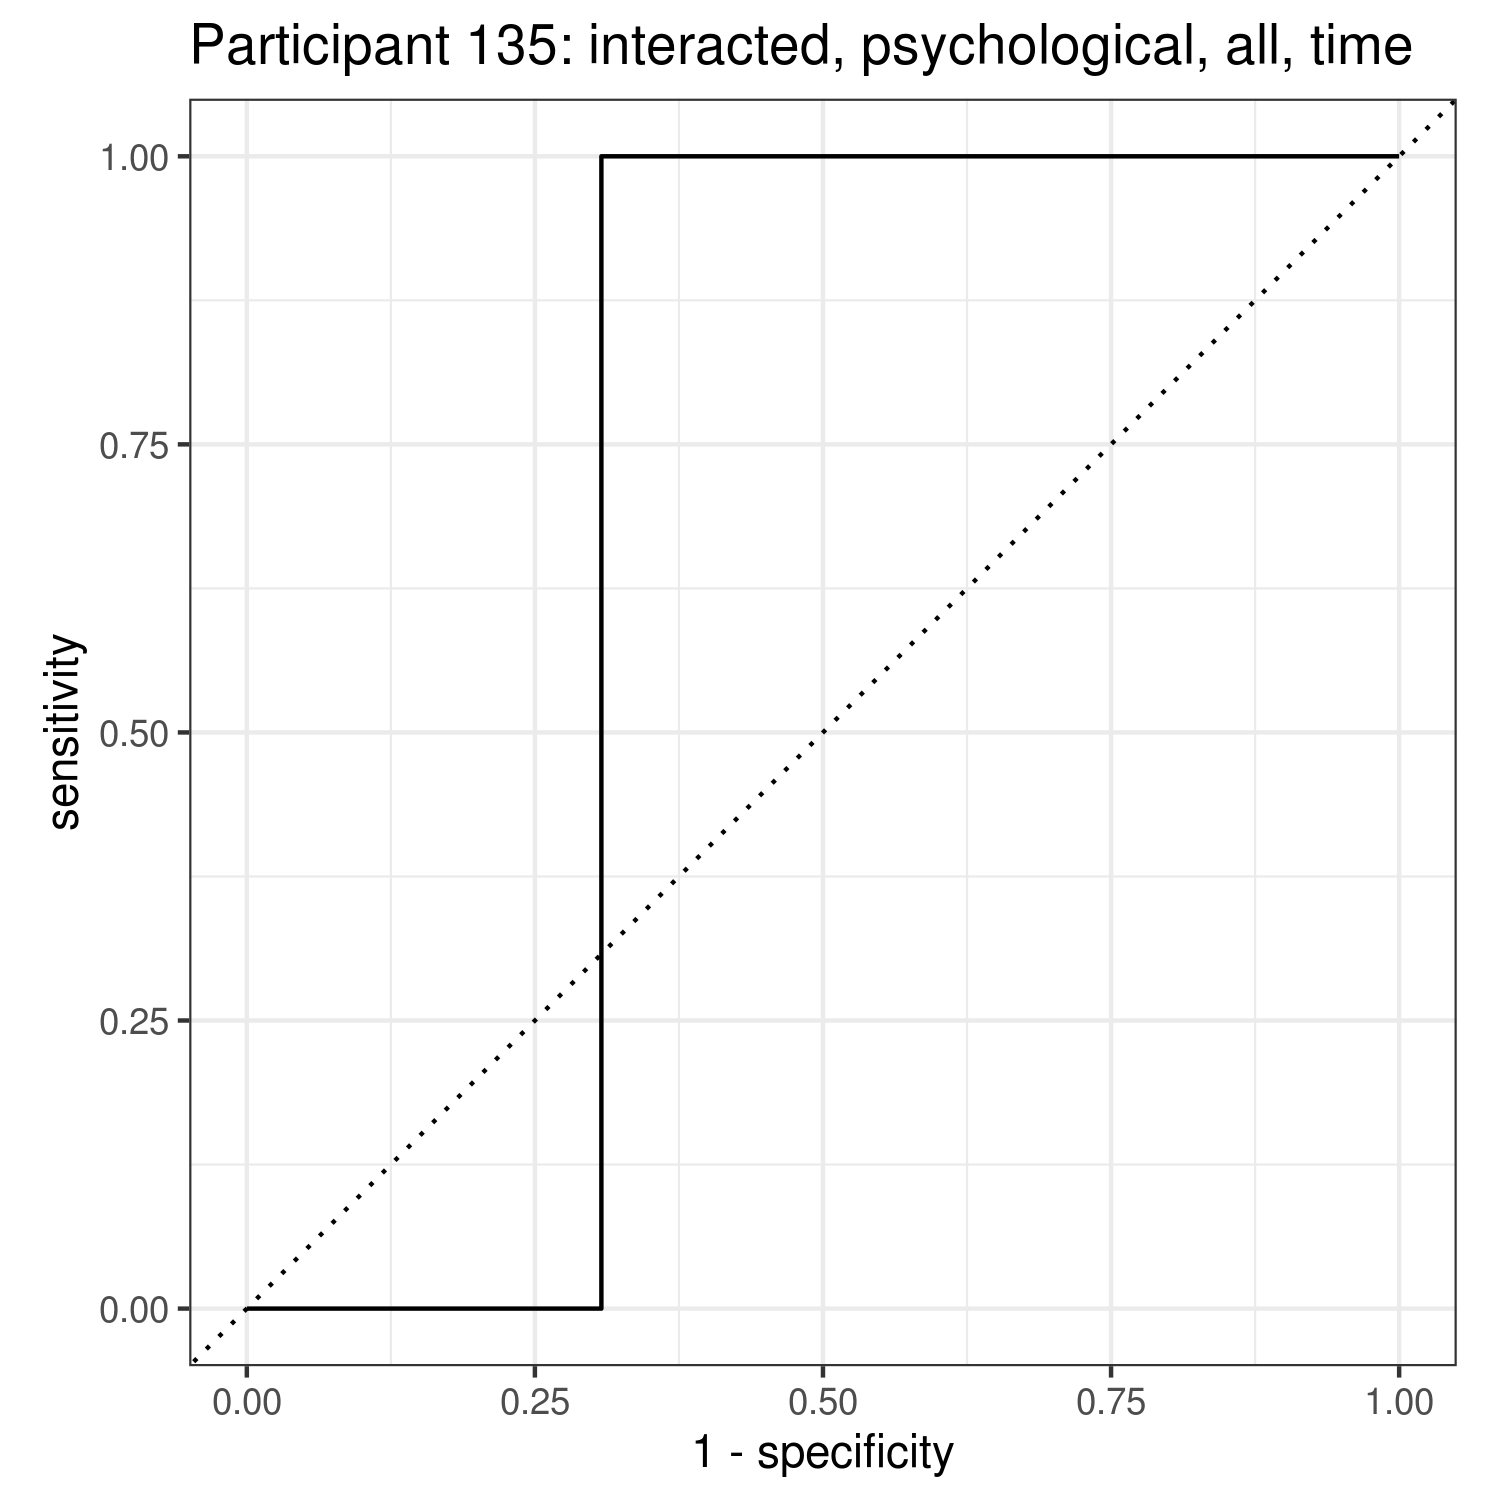 Participant 135: interacted, psychological, all, time
1.00
0.75
0.50
0.25
0.00
sensitivity
0.00 0.25 0.50 0.75 1.00
1 - specificity